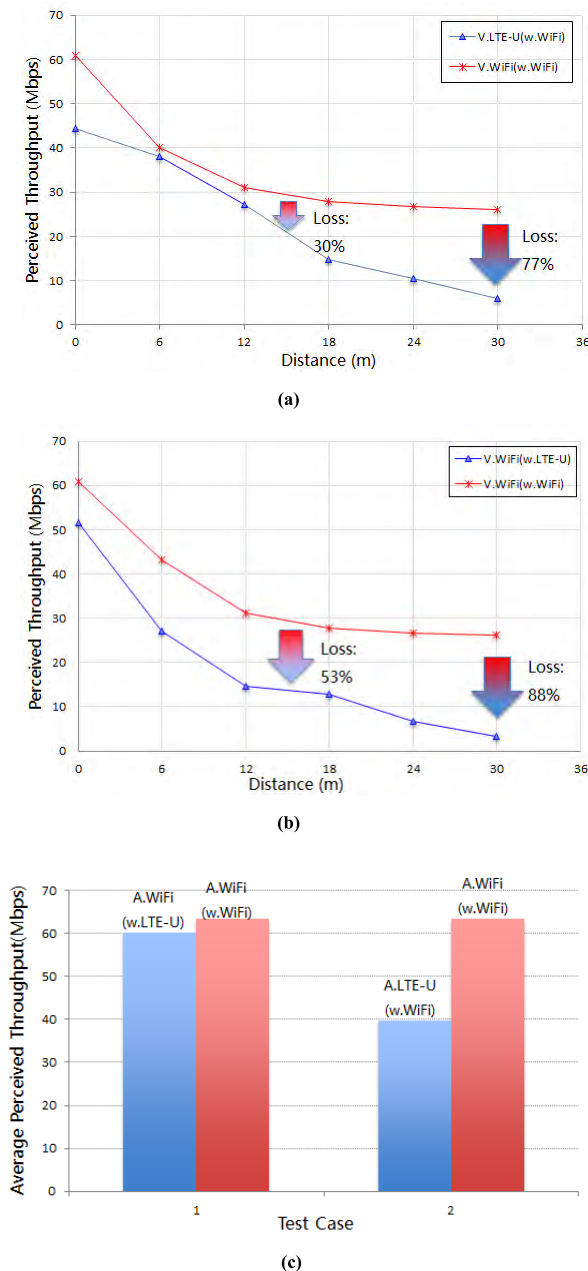 70
60
50
40
30
20
10
0
Perceived Throughput (Mbps)
V.LTE-U(w.WiFi)
V.WiFi(w.WiFi)
Loss:
30%
Loss:
77%
0 6 12 18 24 30 36
Distance (m)
(a)
70
60
50
40
30
20
10
0
Perceived Throughput (Mbps)
V.WiFi(w.LTE-U)
V.WiFi(w.WiFi)
Loss:
53%
Loss:
88%
0 6 12 18 24 30 36
Distance (m)
(b)
70
60
50
40
30
20
10
0
Average Perceived Throughput(Mbps)
A.WiFi
(w.LTE-U)
A.WiFi
(w.WiFi)
A.LTE-U
(w.WiFi)
A.WiFi
(w.WiFi)
1 2
Test Case
(c)